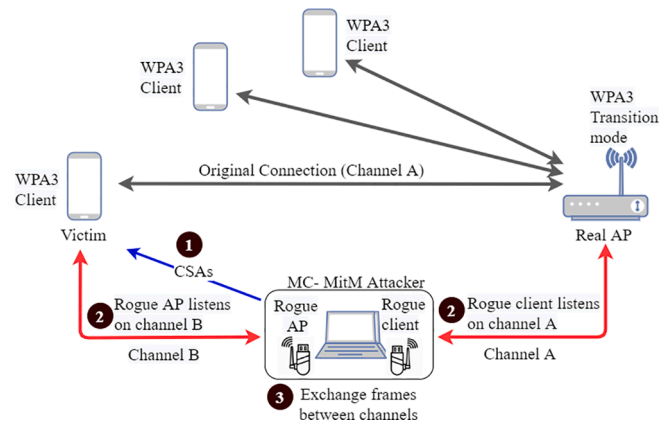 WPA3
Client
WPA3
Client
WPA3
Transition
mode
WPA3
Client
Original Connection (Channel A)
Victim
Real AP
1
CSAs
MC- MitM Attacker
2 Rogue AP listens
on channel B
Channel B
Rogue
AP
Rogue
client
2 Rogue client listens
on channel A
Channel A
3 Exchange frames
between channels